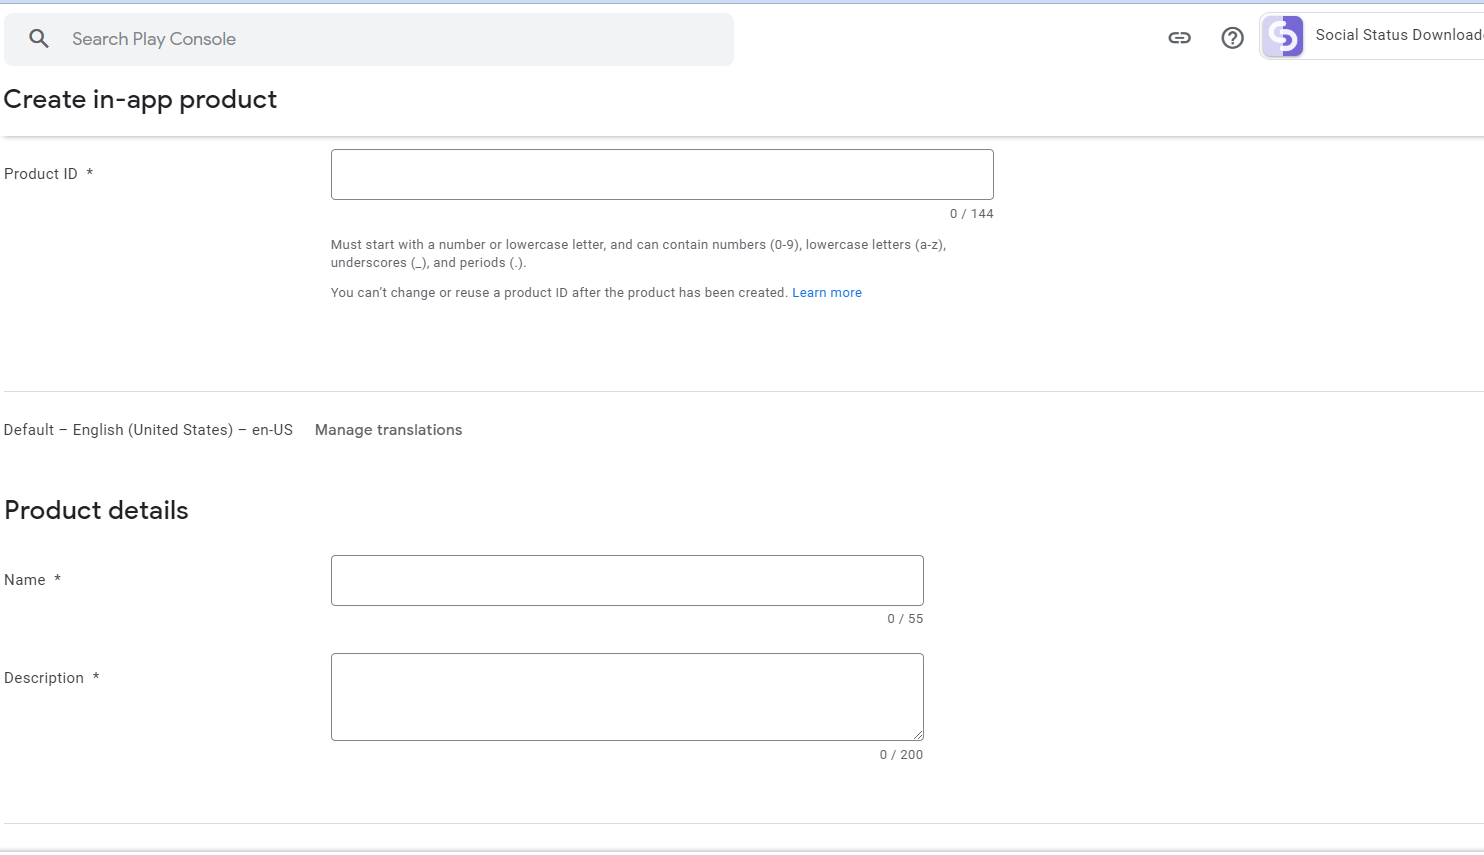 Search Play Console
Social Status Download
Create in-app product
Product ID *
0 / 144
Must start with a number or lowercase letter, and can contain numbers (0-9), lowercase letters (a-z),
underscores (_), and periods (.).
You can't change or reuse a product ID after the product has been created. Learn more
Default – English (United States) – en-US Manage translations
Product details
Name *
0 / 55
Description *
0 / 200